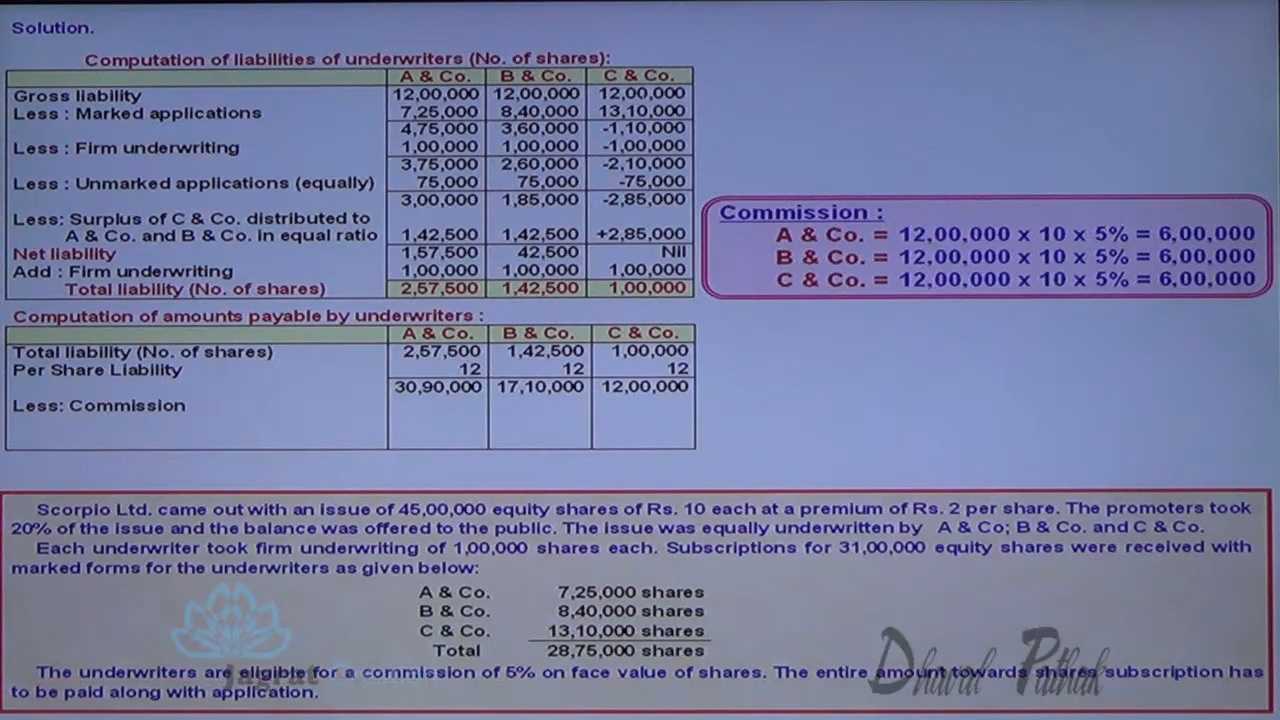 Solution.
Computation of liabilities of underwriters (No. of shares):
A & Co. B & Co. C & Co.
Gross liability 12,00,000 12,00,000 12,00,000
Less : Marked applications 7,25,000 8,40,000 13,10,000
4,75,000 3,60,000 -1,10,000
Less : Firm underwriting 1,00,000 1,00,000 -1,00,000
3,75,000 2,60,000 -2,10,000
Less : Unmarked applications (equally) 75,000 75,000 -75,000
3,00,000 1,85,000 -2,85,000
Less: Surplus of C & Co. distributed to
A & Co. and B & Co. in equal ratio 1,42,500 1,42,500 +2,85,000
Net liability 1,57,500 42,500 Nil
Add : Firm underwriting 1,00,000 1,00,000 1,00,000
Total liability (No. of shares) 2,57,500 1,42,500 1,00,000
Commission :
A & Co. = 12,00,000 x 10 x 5% = 6,00,000
B & Co. = 12,00,000 x 10 x 5% = 6,00,000
C & Co. = 12,00,000 x 10 x 5% = 6,00,000
Computation of amounts payable by underwriters :
A & Co. B & Co. C & Co.
Total liability (No. of shares) 2,57,500 1,42,500 1,00,000
Per Share Liability 12 12 12
30,90,000 17,10,000 12,00,000
Less: Commission
Scorpio Ltd. came out with an issue of 45,00,000 equity shares of Rs. 10 each at a premium of Rs. 2 per share. The promoters took
20% of the issue and the balance was offered to the public. The issue was equally underwritten by A & Co; B & Co. and C & Co.
Each underwriter took firm underwriting of 1,00,000 shares each. Subscriptions for 31,00,000 equity shares were received with
marked forms for the underwriters as given below:
A & Co. 7,25,000 shares
B & Co. 8,40,000 shares
C & Co. 13,10,000 shares
Total 28,75,000 shares
The underwriters are eligible for a commission of 5% on face value of shares. The entire amount towards shares subscription has
to be paid along with application.
Jagrat
Dhaval Pathak